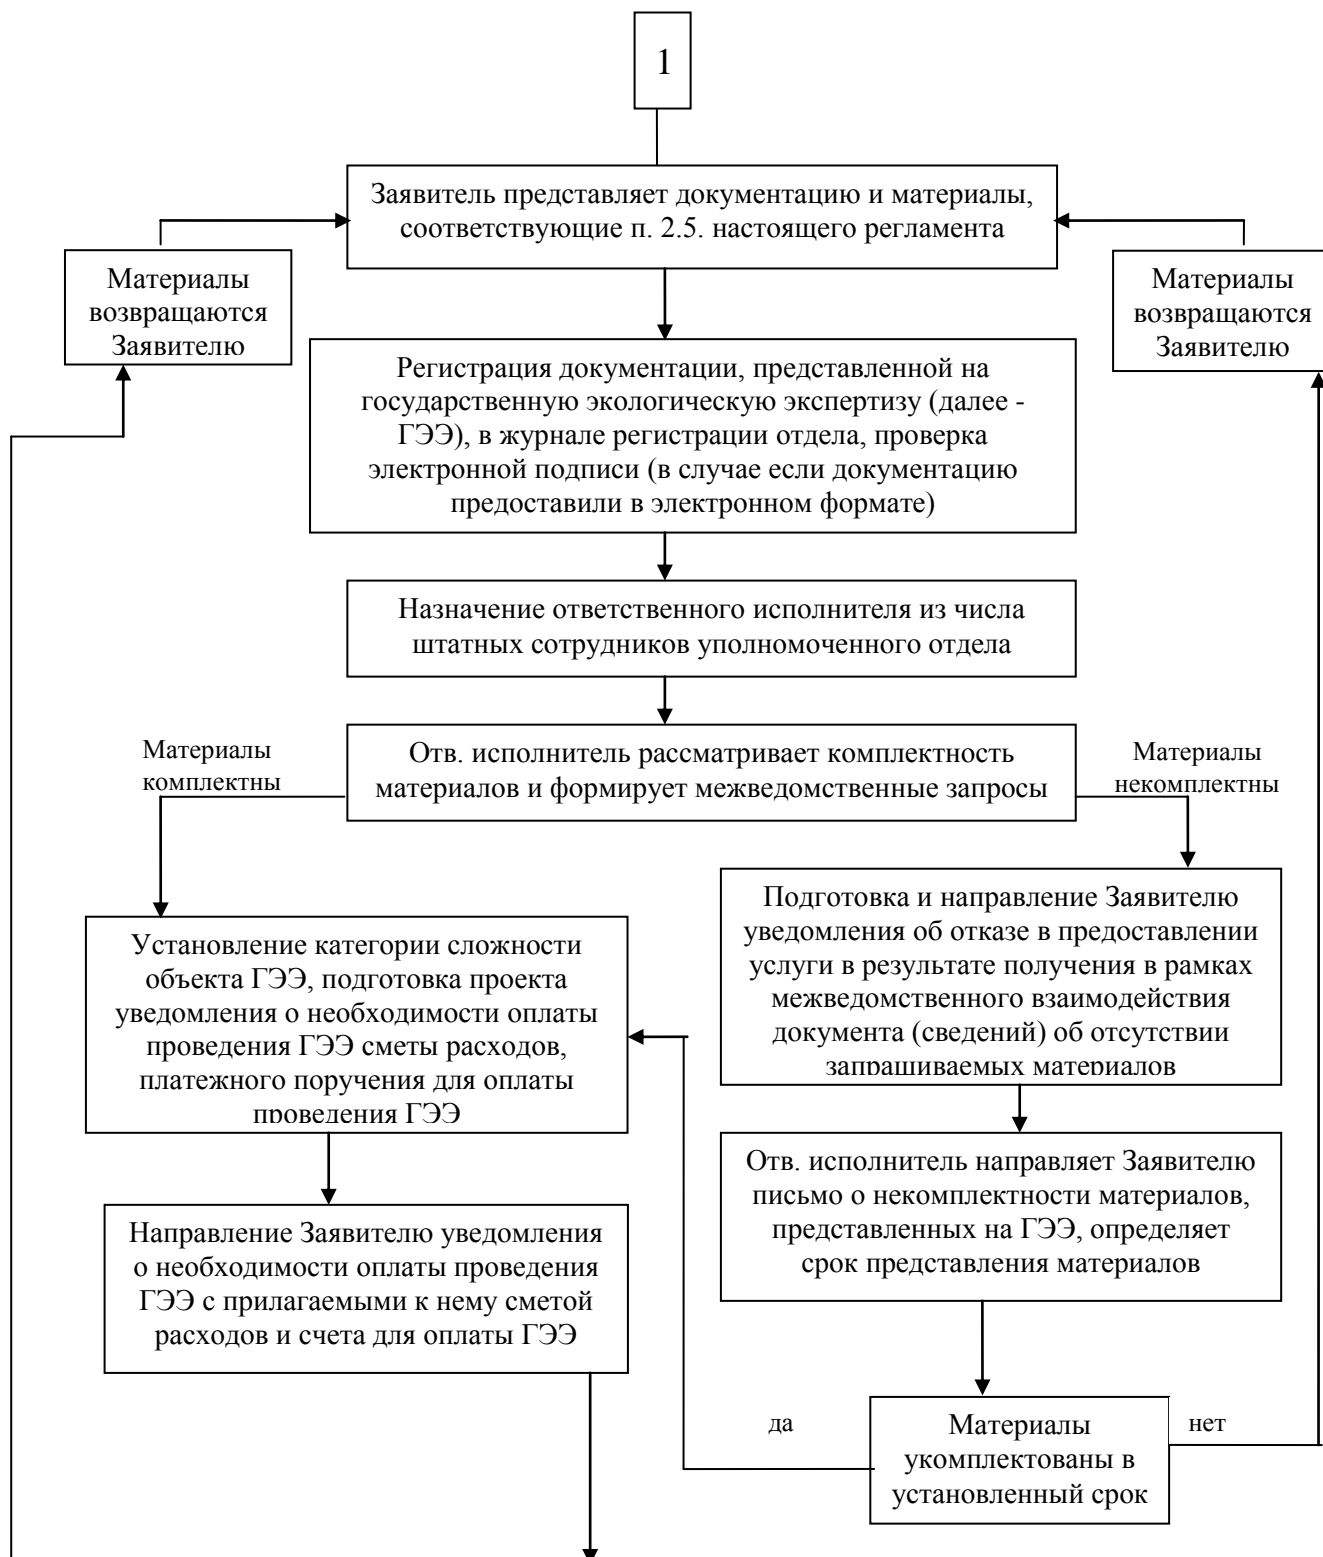 1
Заявитель представляет документацию и материалы,
соответствующие п. 2.5. настоящего регламента
Материалы
возвращаются
Заявителю
Материалы
возвращаются
Заявителю
Регистрация документации, представленной на
государственную экологическую экспертизу (далее -
ГЭЭ), в журнале регистрации отдела, проверка
электронной подписи (в случае если документацию
предоставили в электронном формате)
Назначение ответственного исполнителя из числа
штатных сотрудников уполномоченного отдела
Материалы
комплектны
Отв. исполнитель рассматривает комплектность
материалов и формирует межведомственные запросы
Материалы
некомплектны
Установление категории сложности
объекта ГЭЭ, подготовка проекта
уведомления о необходимости оплаты
проведения ГЭЭ сметы расходов,
платежного поручения для оплаты
проведения ГЭЭ
Подготовка и направление Заявителю
уведомления об отказе в предоставлении
услуги в результате получения в рамках
межведомственного взаимодействия
документа (сведений) об отсутствии
запрашиваемых материалов
Направление Заявителю уведомления
о необходимости оплаты проведения
ГЭЭ с прилагаемыми к нему сметой
расходов и счета для оплаты ГЭЭ
Отв. исполнитель направляет Заявителю
письмо о некомплектности материалов,
представленных на ГЭЭ, определяет
срок представления материалов
да
Материалы
укомплектованы в
установленный срок
нет